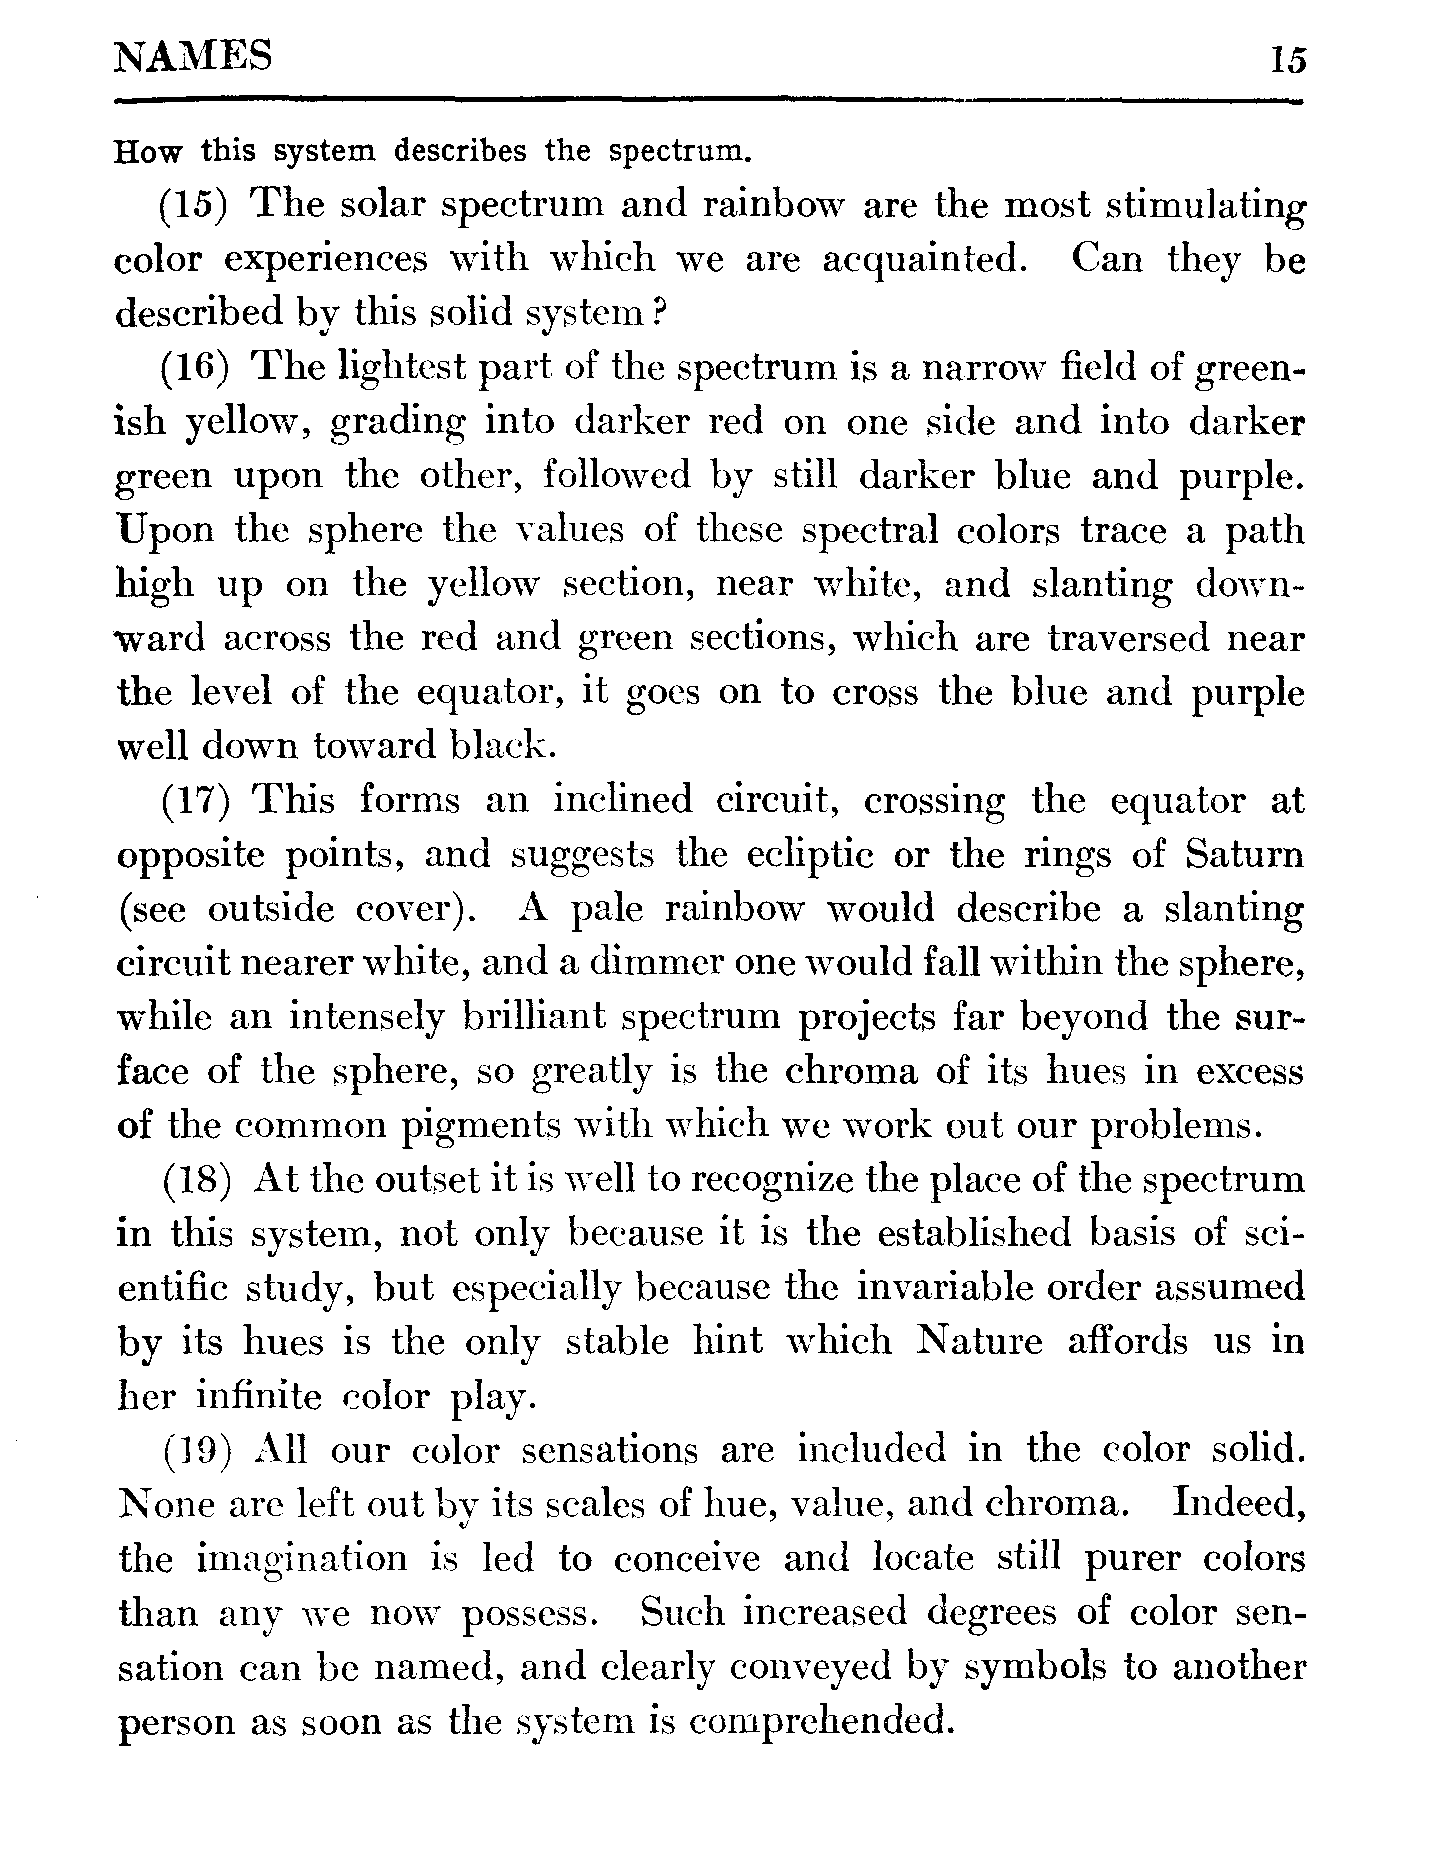 NAMES 15
How this system describes the spectrum.
(15) The solar spectrum and rainbow are the most stimulating
color experiences with which we are acquainted. Can they be
described by this solid system?
(16) The lightest part of the spectrum is a narrow field of green-
ish yellow, grading into darker red on one side and into darker
green upon the other, followed by still darker blue and purple.
Upon the sphere the values of these spectral colors trace a path
high up on the yellow section, near white, and slanting down-
ward across the red and green sections, which are traversed near
the level of the equator, it goes on to cross the blue and purple
well down toward black.
(17) This forms an inclined circuit, crossing the equator at
opposite points, and suggests the ecliptic or the rings of Saturn
(see outside cover). A pale rainbow would describe a slanting
circuit nearer white, and a dimmer one would fall within the sphere,
while an intensely brilliant spectrum projects far beyond the sur-
face of the sphere, so greatly is the chroma of its hues in excess
of the common pigments with which we work out our problems.
(18) At the outset it is well to recognize the place of the spectrum
in this system, not only because it is the established basis of sci-
entific study, but especially because the invariable order assumed
by its hues is the only stable hint which Nature affords us in
her infinite color play.
(19) All our color sensations are included in the color solid.
None are left out by its scales of hue, value, and chroma. Indeed,
the imagination is led to conceive and locate still purer colors
than any we now possess. Such increased degrees of color sen-
sation can be named, and clearly conveyed by symbols to another
person as soon as the system is comprehended.